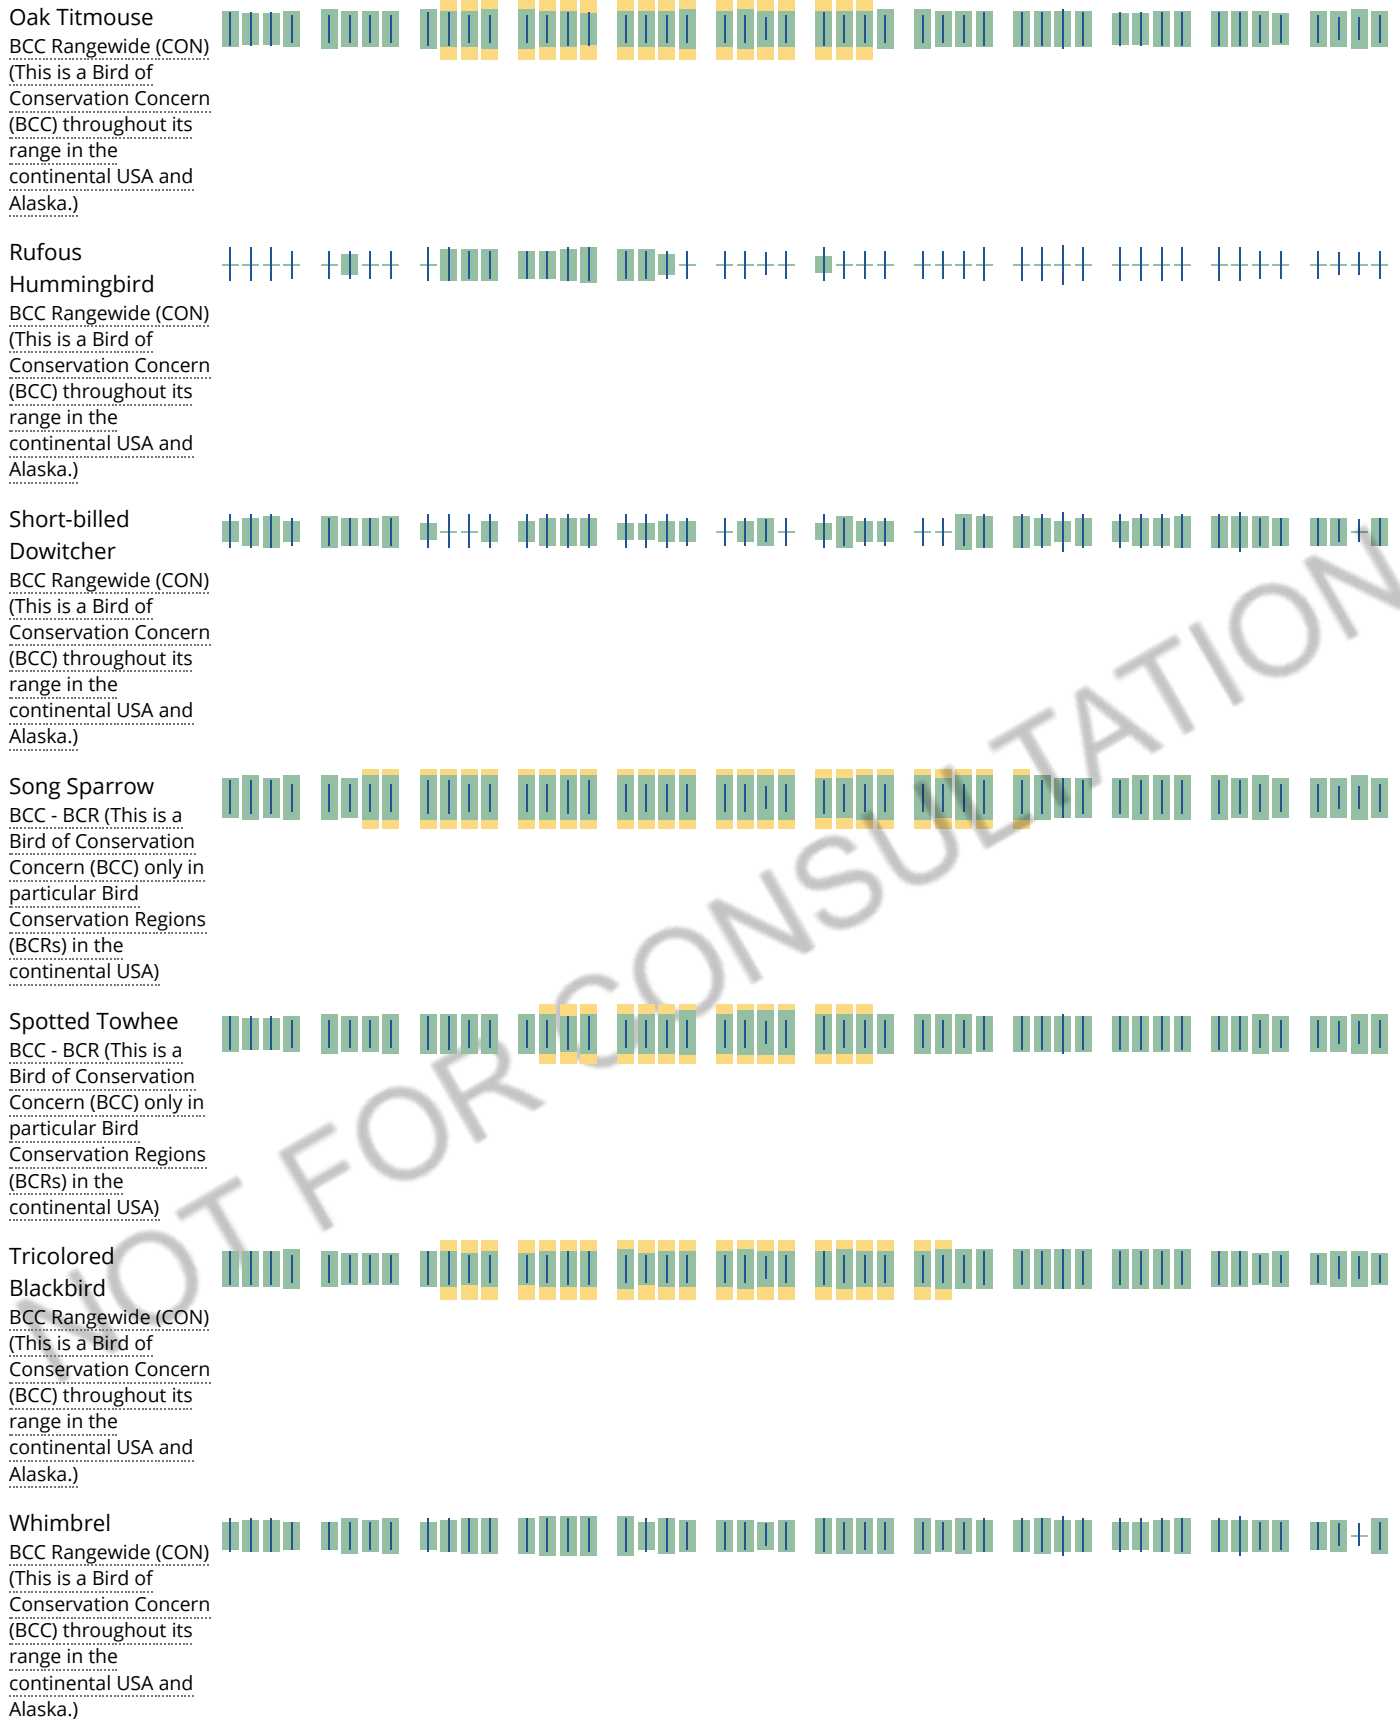 Oak Titmouse
BCC Rangewide (CON)
(This is a Bird of
Conservation Concern
(BCC) throughout its
range in the
continental USA and
Alaska.)
Rufous
Hummingbird
BCC Rangewide (CON)
(This is a Bird of
Conservation Concern
(BCC) throughout its
range in the
continental USA and
Alaska.)
Short-billed
Dowitcher
BCC Rangewide (CON)
(This is a Bird of
Conservation Concern
(BCC) throughout its
range in the
continental USA and
Alaska.)
Song Sparrow
BCC - BCR (This is a
Bird of Conservation
Concern (BCC) only in
particular Bird
Conservation Regions
(BCRs) in the
continental USA)
Spotted Towhee
BCC - BCR (This is a
Bird of Conservation
Concern (BCC) only in
particular Bird
Conservation Regions
(BCRs) in the
continental USA)
Tricolored
Blackbird
BCC Rangewide (CON)
(This is a Bird of
Conservation Concern
(BCC) throughout its
range in the
continental USA and
Alaska.)
Whimbrel
BCC Rangewide (CON)
(This is a Bird of
Conservation Concern
(BCC) throughout its
range in the
continental USA and
Alaska.)
NOT FOR CONSULTATION